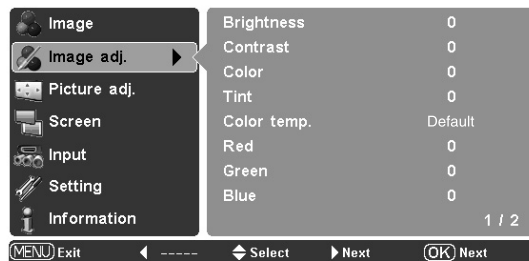 Image
Image adj.
Picture adj.
Screen
Input
Setting
Information
Brightness 0
Contrast 0
Color 0
Tint 0
Color temp. Default
Red 0
Green 0
Blue 0
1 / 2
MENU Exit ◀ ----- Select ▶ Next OK Next